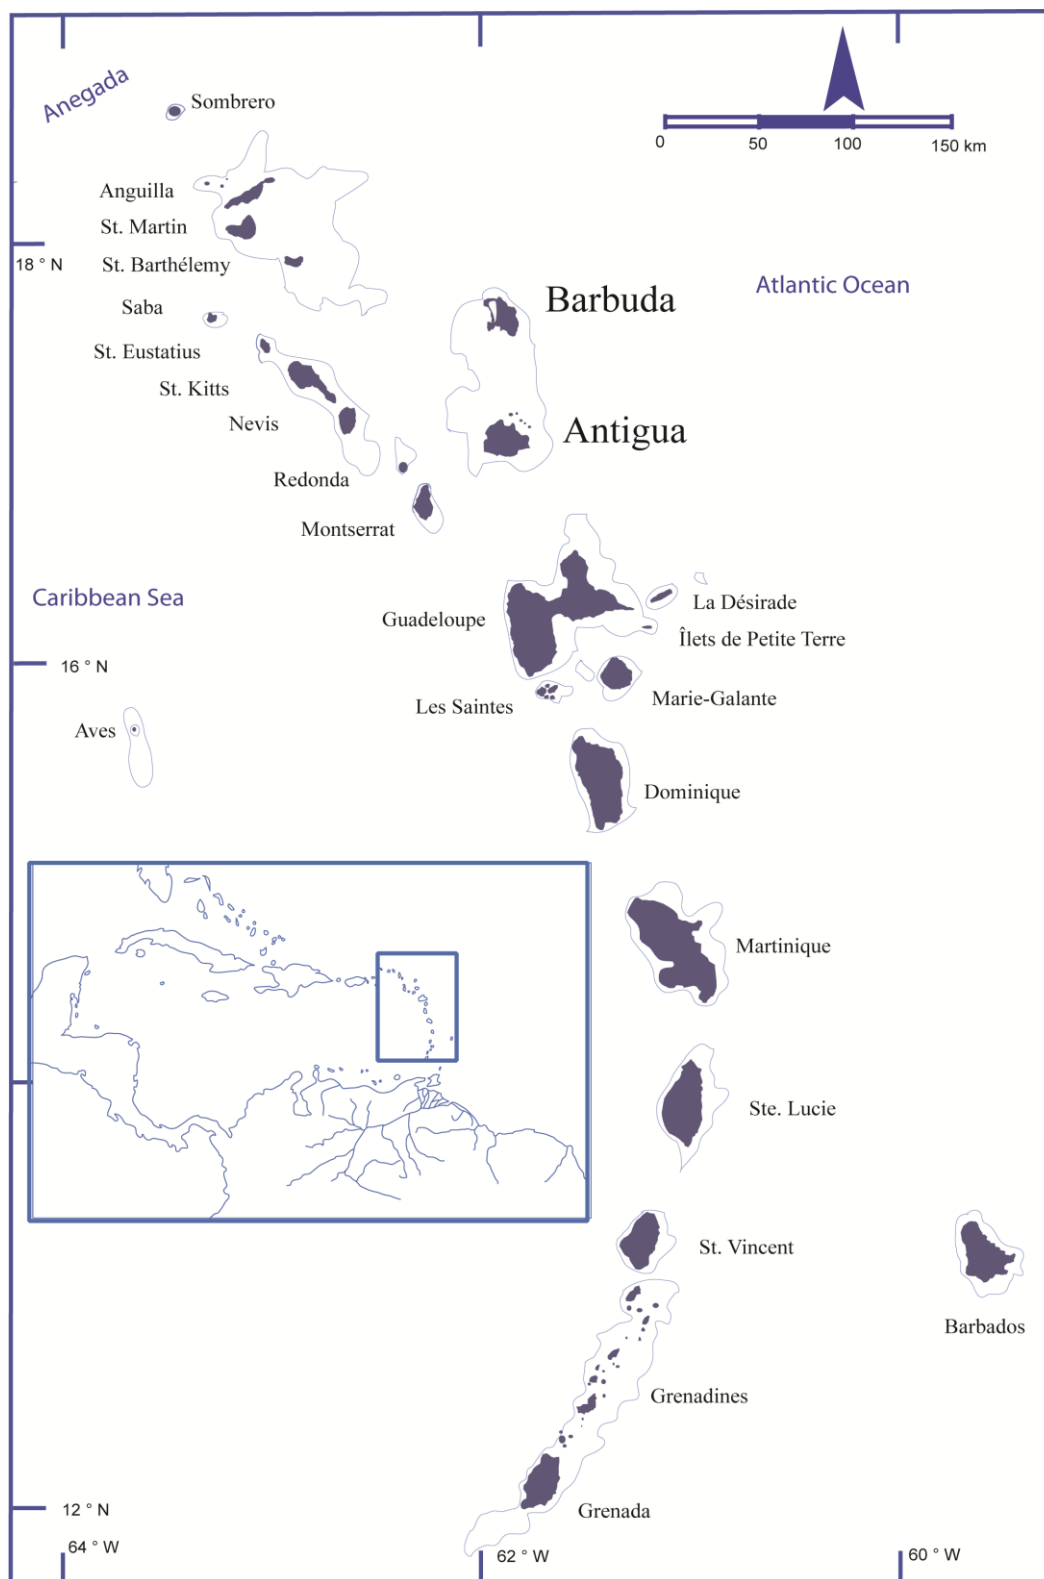 Anegada
Sombrero
0 50 100 150 km
Anguilla
St. Martin
18 ° N
St. Barthélemy
Atlantic Ocean
Barbuda
Saba
St. Eustatius
St. Kitts
Nevis
Antigua
Redonda
Montserrat
Caribbean Sea
La Désirade
Guadeloupe
Îlets de Petite Terre
16 ° N
Les Saintes
Marie-Galante
Aves
Dominique
Martinique
Ste. Lucie
St. Vincent
Barbados
Grenadines
12 ° N
Grenada
64 ° W
62 ° W
60 ° W